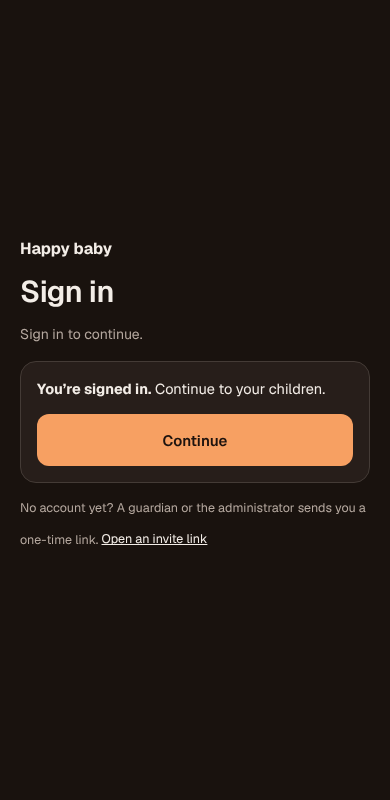 Happy baby
Sign in
Sign in to continue.
You’re signed in. Continue to your children.
Continue
No account yet? A guardian or the administrator sends you a
one-time link. Open an invite link